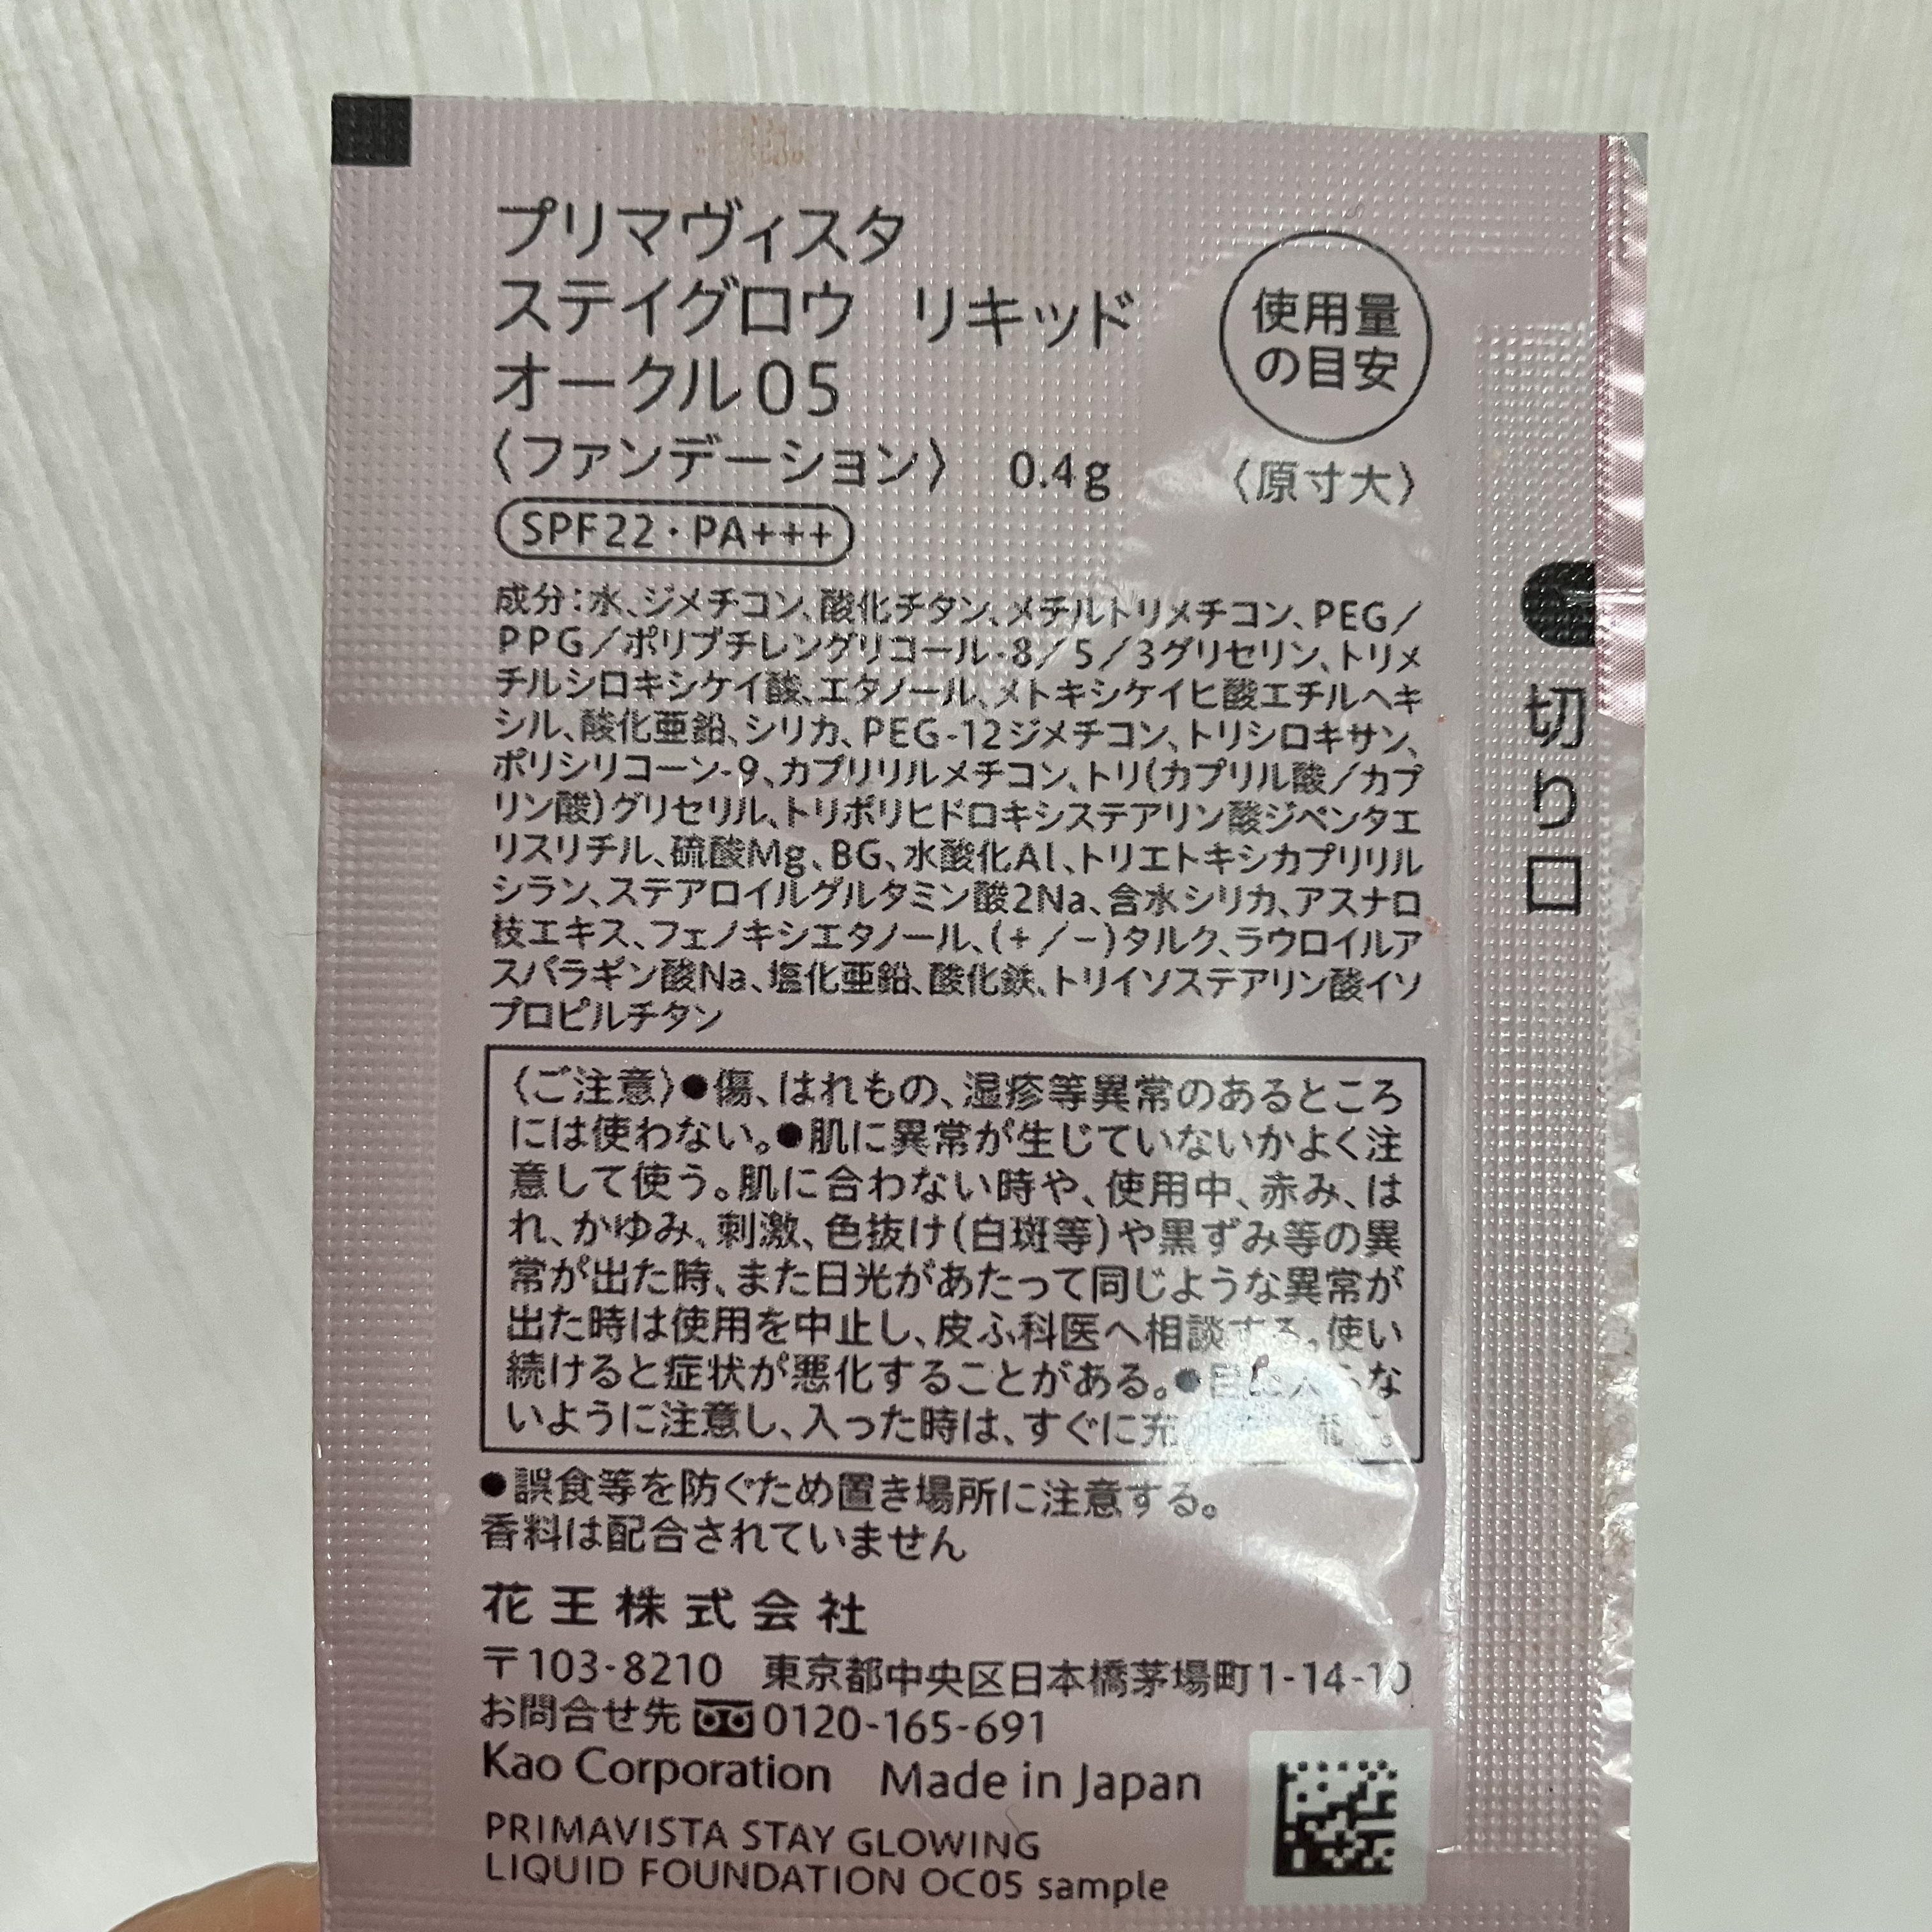 プリマヴィスタ
ステイグロウ リキッド
オークル05
〈ファンデーション〉 0.4g
SPF22・PA+++
使用量
の目安
〈原寸大〉
成分:水、ジメチコン、酸化チタン、メチルトリメチコン、PEG/
PPG/ポリブチレングリコール-8/5/3グリセリン、トリメ
チルシロキシケイ酸、エタノール、メトキシケイヒ酸エチルヘキ
シル、酸化亜鉛、シリカ、PEG-12ジメチコン、トリシロキサン、
ポリシリコーン-9、カプリリルメチコン、トリ(カプリル酸/カプ
リン酸)グリセリル、トリポリヒドロキシステアリン酸ジペンタエ
リスリチル、硫酸Mg、BG、水酸化Al、トリエトキシカプリリル
シラン、ステアロイルグルタミン酸2Na、含水シリカ、アスナロ
枝エキス、フェノキシエタノール、(+/−)タルク、ラウロイルア
スパラギン酸Na、塩化亜鉛、酸化鉄、トリイソステアリン酸イソ
プロピルチタン
〈ご注意〉●傷、はれもの、湿疹等異常のあるところ
には使わない。●肌に異常が生じていないかよく注
意して使う。肌に合わない時や、使用中、赤み、は
れ、かゆみ、刺激、色抜け(白斑等)や黒ずみ等の異
常が出た時、また日光があたって同じような異常が
出た時は使用を中止し、皮ふ科医へ相談する。使い
続けると症状が悪化することがある。●目に入らな
いように注意し、入った時は、すぐに充
●誤食等を防ぐため置き場所に注意する。
香料は配合されていません
花王株式会社
〒103-8210 東京都中央区日本橋茅場町1-14-10
お問合せ先 0120-165-691
Kao Corporation Made in Japan
PRIMAVISTA STAY GLOWING
LIQUID FOUNDATION OC05 sample
切り口